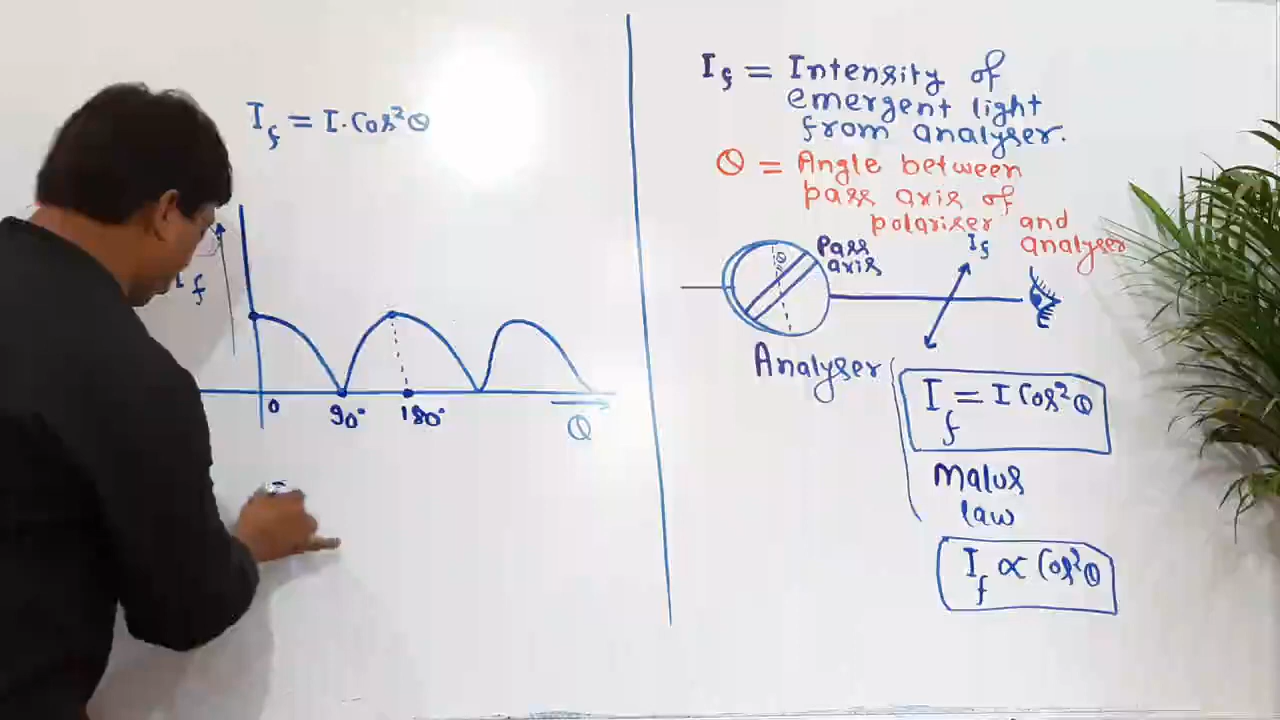 I_f = I.Cos²θ
I_f
0
90°
180°
θ
I_f = Intensity of
emergent light
from analyser.
θ = Angle between
pass axis of
polariser and
analyser
θ
Pass
axis
I_f
Analyser
I_f = I Cos²θ
Malus
law
I_f ∝ Cos²θ